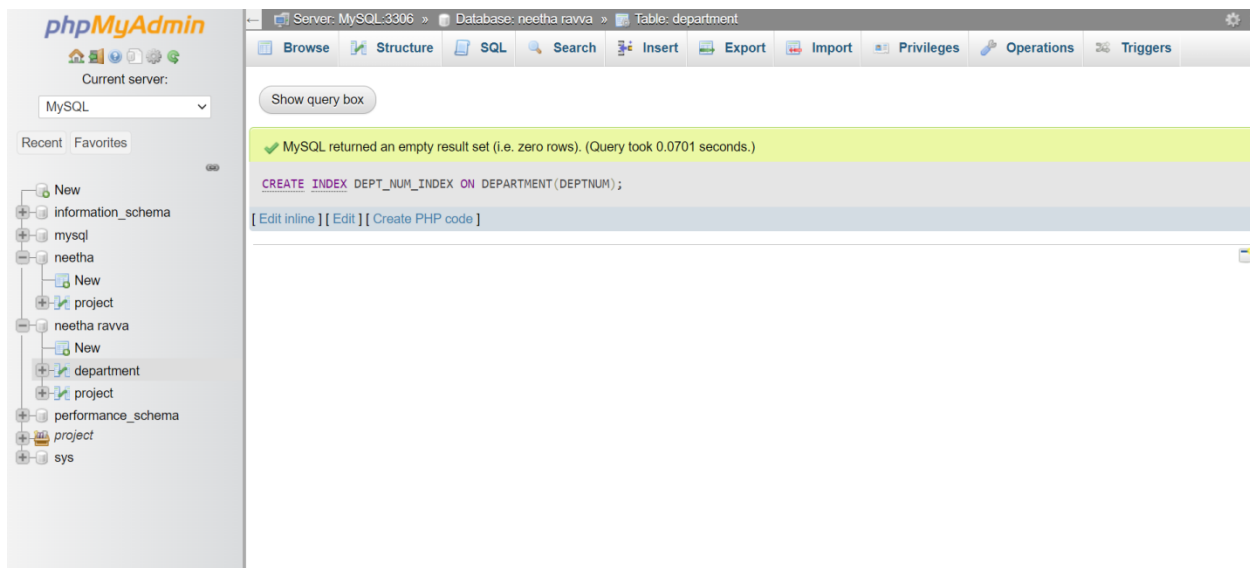 phpMyAdmin
Current server:
MySQL
Recent Favorites
New
information_schema
mysql
neetha
New
project
neetha ravva
New
department
project
performance_schema
project
sys
Server: MySQL:3306 » Database: neetha ravva » Table: department
Browse Structure SQL Search Insert Export Import Privileges Operations Triggers
Show query box
MySQL returned an empty result set (i.e. zero rows). (Query took 0.0701 seconds.)
CREATE INDEX DEPT_NUM_INDEX ON DEPARTMENT(DEPTNUM);
[ Edit inline ] [ Edit ] [ Create PHP code ]